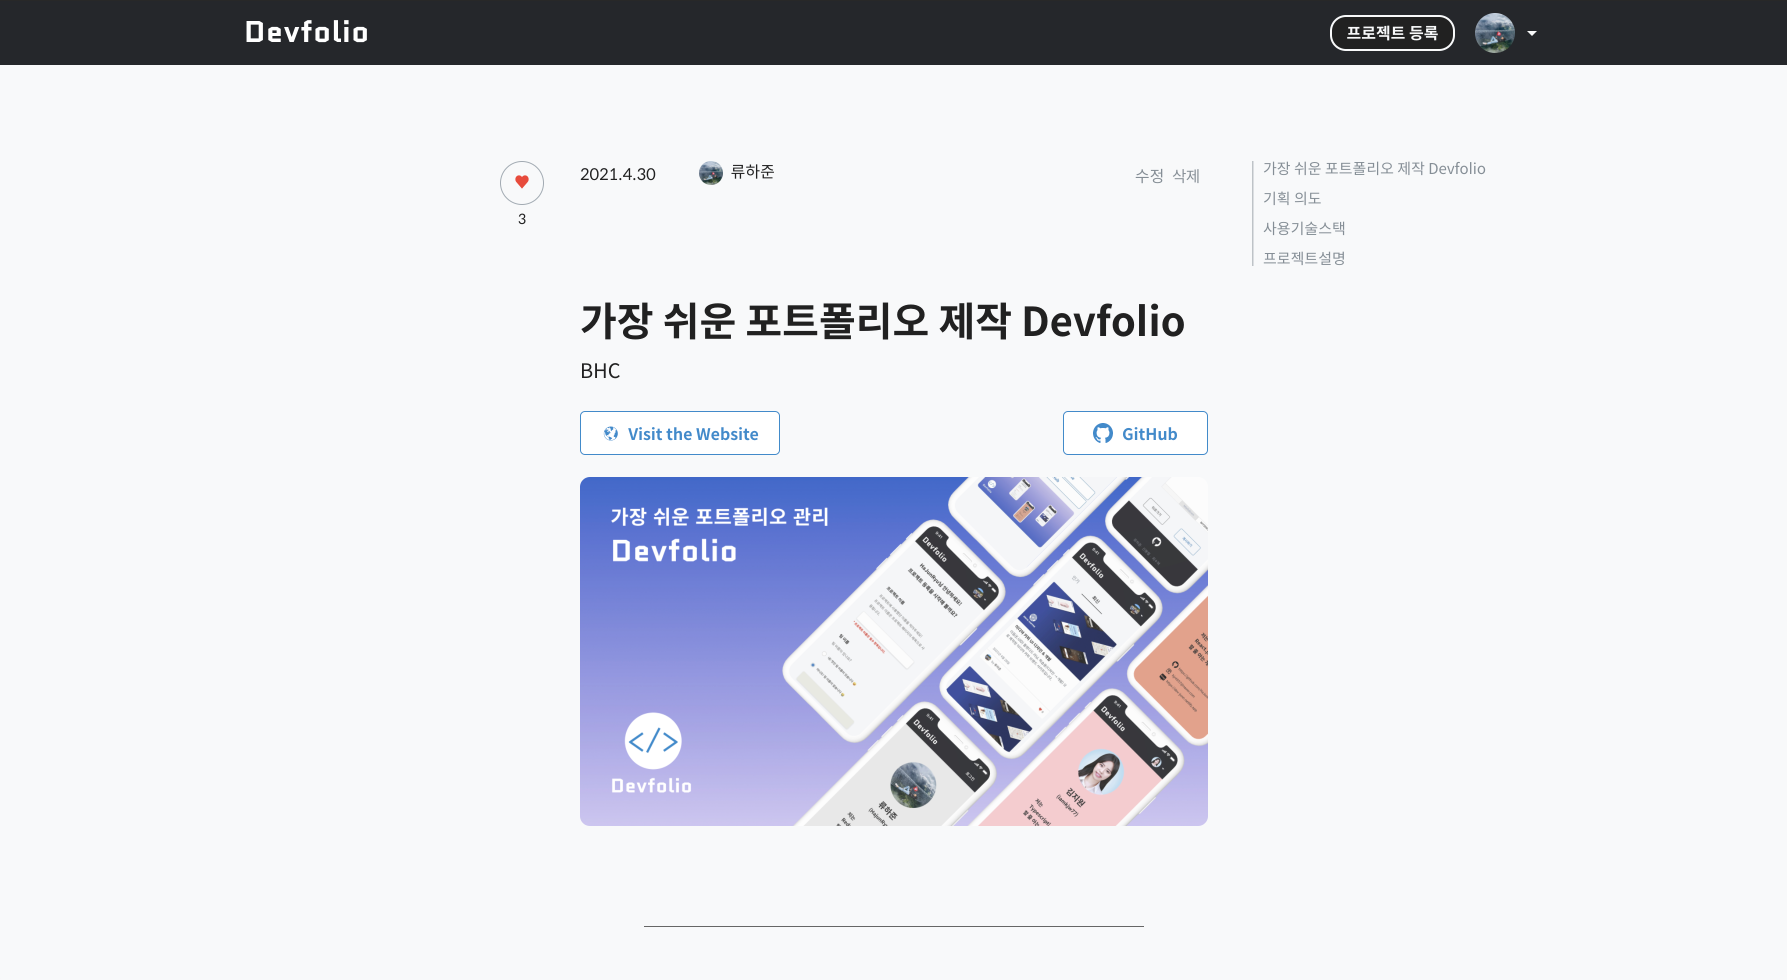 Devfolio
프로젝트 등록
2021.4.30
류하준
수정 삭제
3
가장 쉬운 포트폴리오 제작 Devfolio
기획 의도
사용기술스택
프로젝트설명
가장 쉬운 포트폴리오 제작 Devfolio
BHC
Visit the Website
GitHub
가장 쉬운 포트폴리오 관리
Devfolio
Devfolio
Devfolio
Devfolio
Devfolio
류하준
Devfolio
김지원